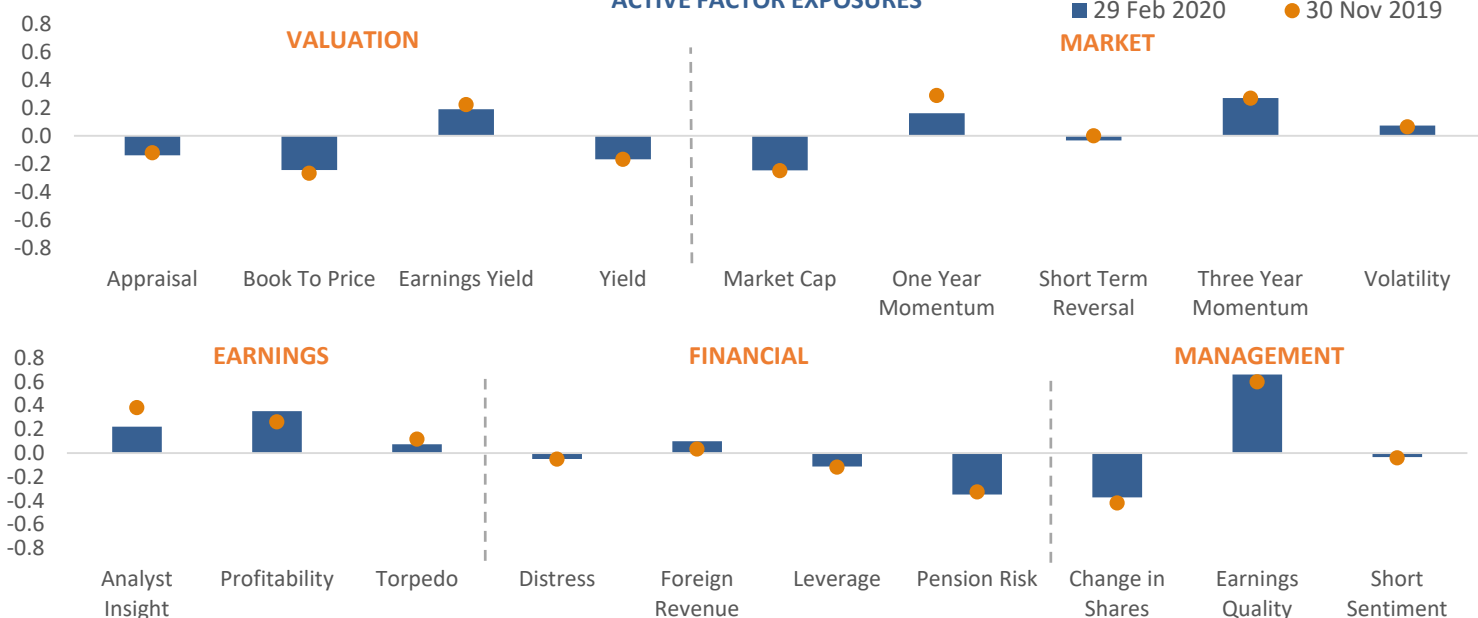 ACTIVE FACTOR EXPOSURES
29 Feb 2020
30 Nov 2019
VALUATION
MARKET
0.8
0.6
0.4
0.2
0.0
-0.2
-0.4
-0.6
-0.8
Appraisal
Book To Price
Earnings Yield
Yield
Market Cap
One Year
Momentum
Short Term
Reversal
Three Year
Momentum
Volatility
EARNINGS
FINANCIAL
MANAGEMENT
0.8
0.6
0.4
0.2
0.0
-0.2
-0.4
-0.6
-0.8
Analyst
Insight
Profitability
Torpedo
Distress
Foreign
Revenue
Leverage
Pension Risk
Change in
Shares
Earnings
Quality
Short
Sentiment